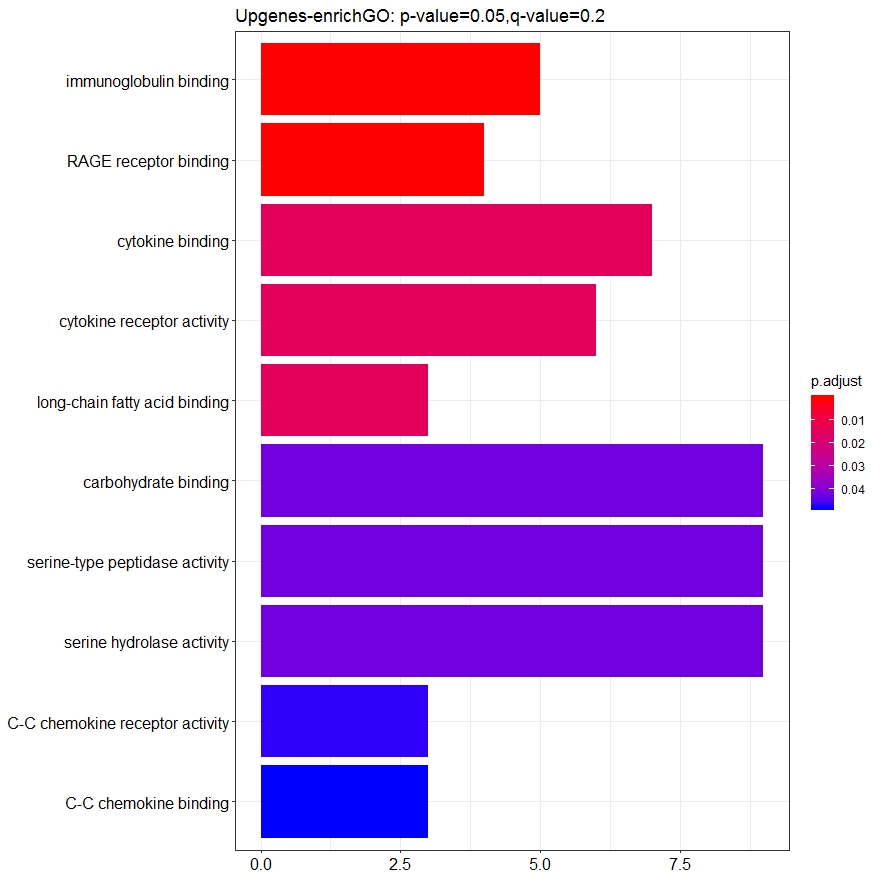 Upgenes-enrichGO: p-value=0.05,q-value=0.2
immunoglobulin binding
RAGE receptor binding
cytokine binding
cytokine receptor activity
long-chain fatty acid binding
carbohydrate binding
serine-type peptidase activity
serine hydrolase activity
C-C chemokine receptor activity
C-C chemokine binding
0.0 2.5 5.0 7.5
p.adjust
0.01
0.02
0.03
0.04